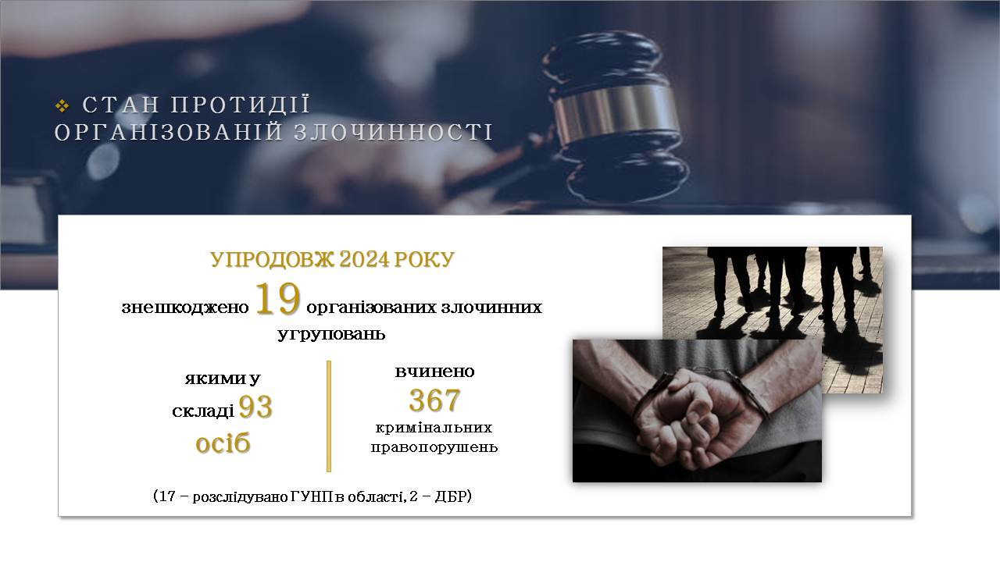 ❖ СТАН ПРОТИДІЇ
ОРГАНІЗОВАНІЙ ЗЛОЧИННОСТІ
УПРОДОВЖ 2024 РОКУ
знешкоджено 19 організованих злочинних
угруповань
якими у
складі 93
осіб
вчинено
367
кримінальних
правопорушень
(17 – розслідувано ГУНП в області, 2 – ДБР)